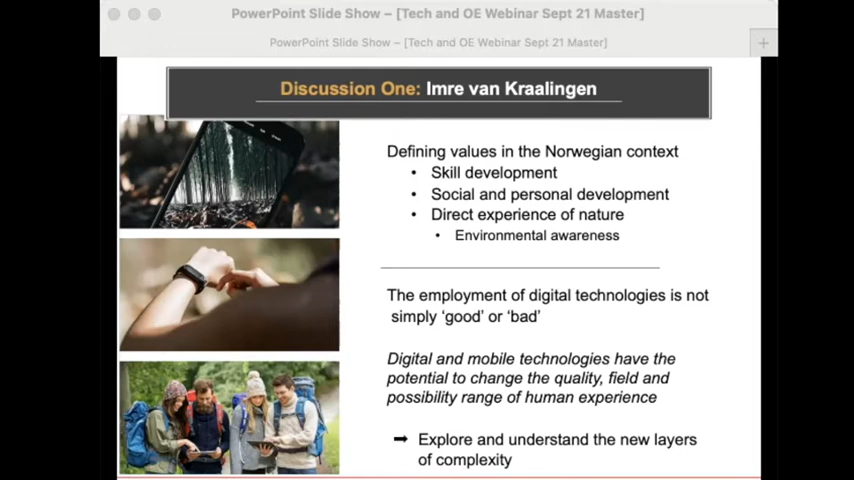 PowerPoint Slide Show – [Tech and OE Webinar Sept 21 Master]
PowerPoint Slide Show – [Tech and OE Webinar Sept 21 Master]
+
Discussion One: Imre van Kraalingen
Defining values in the Norwegian context
• Skill development
• Social and personal development
• Direct experience of nature
• Environmental awareness
The employment of digital technologies is not
simply ‘good’ or ‘bad’
Digital and mobile technologies have the
potential to change the quality, field and
possibility range of human experience
➡ Explore and understand the new layers
of complexity